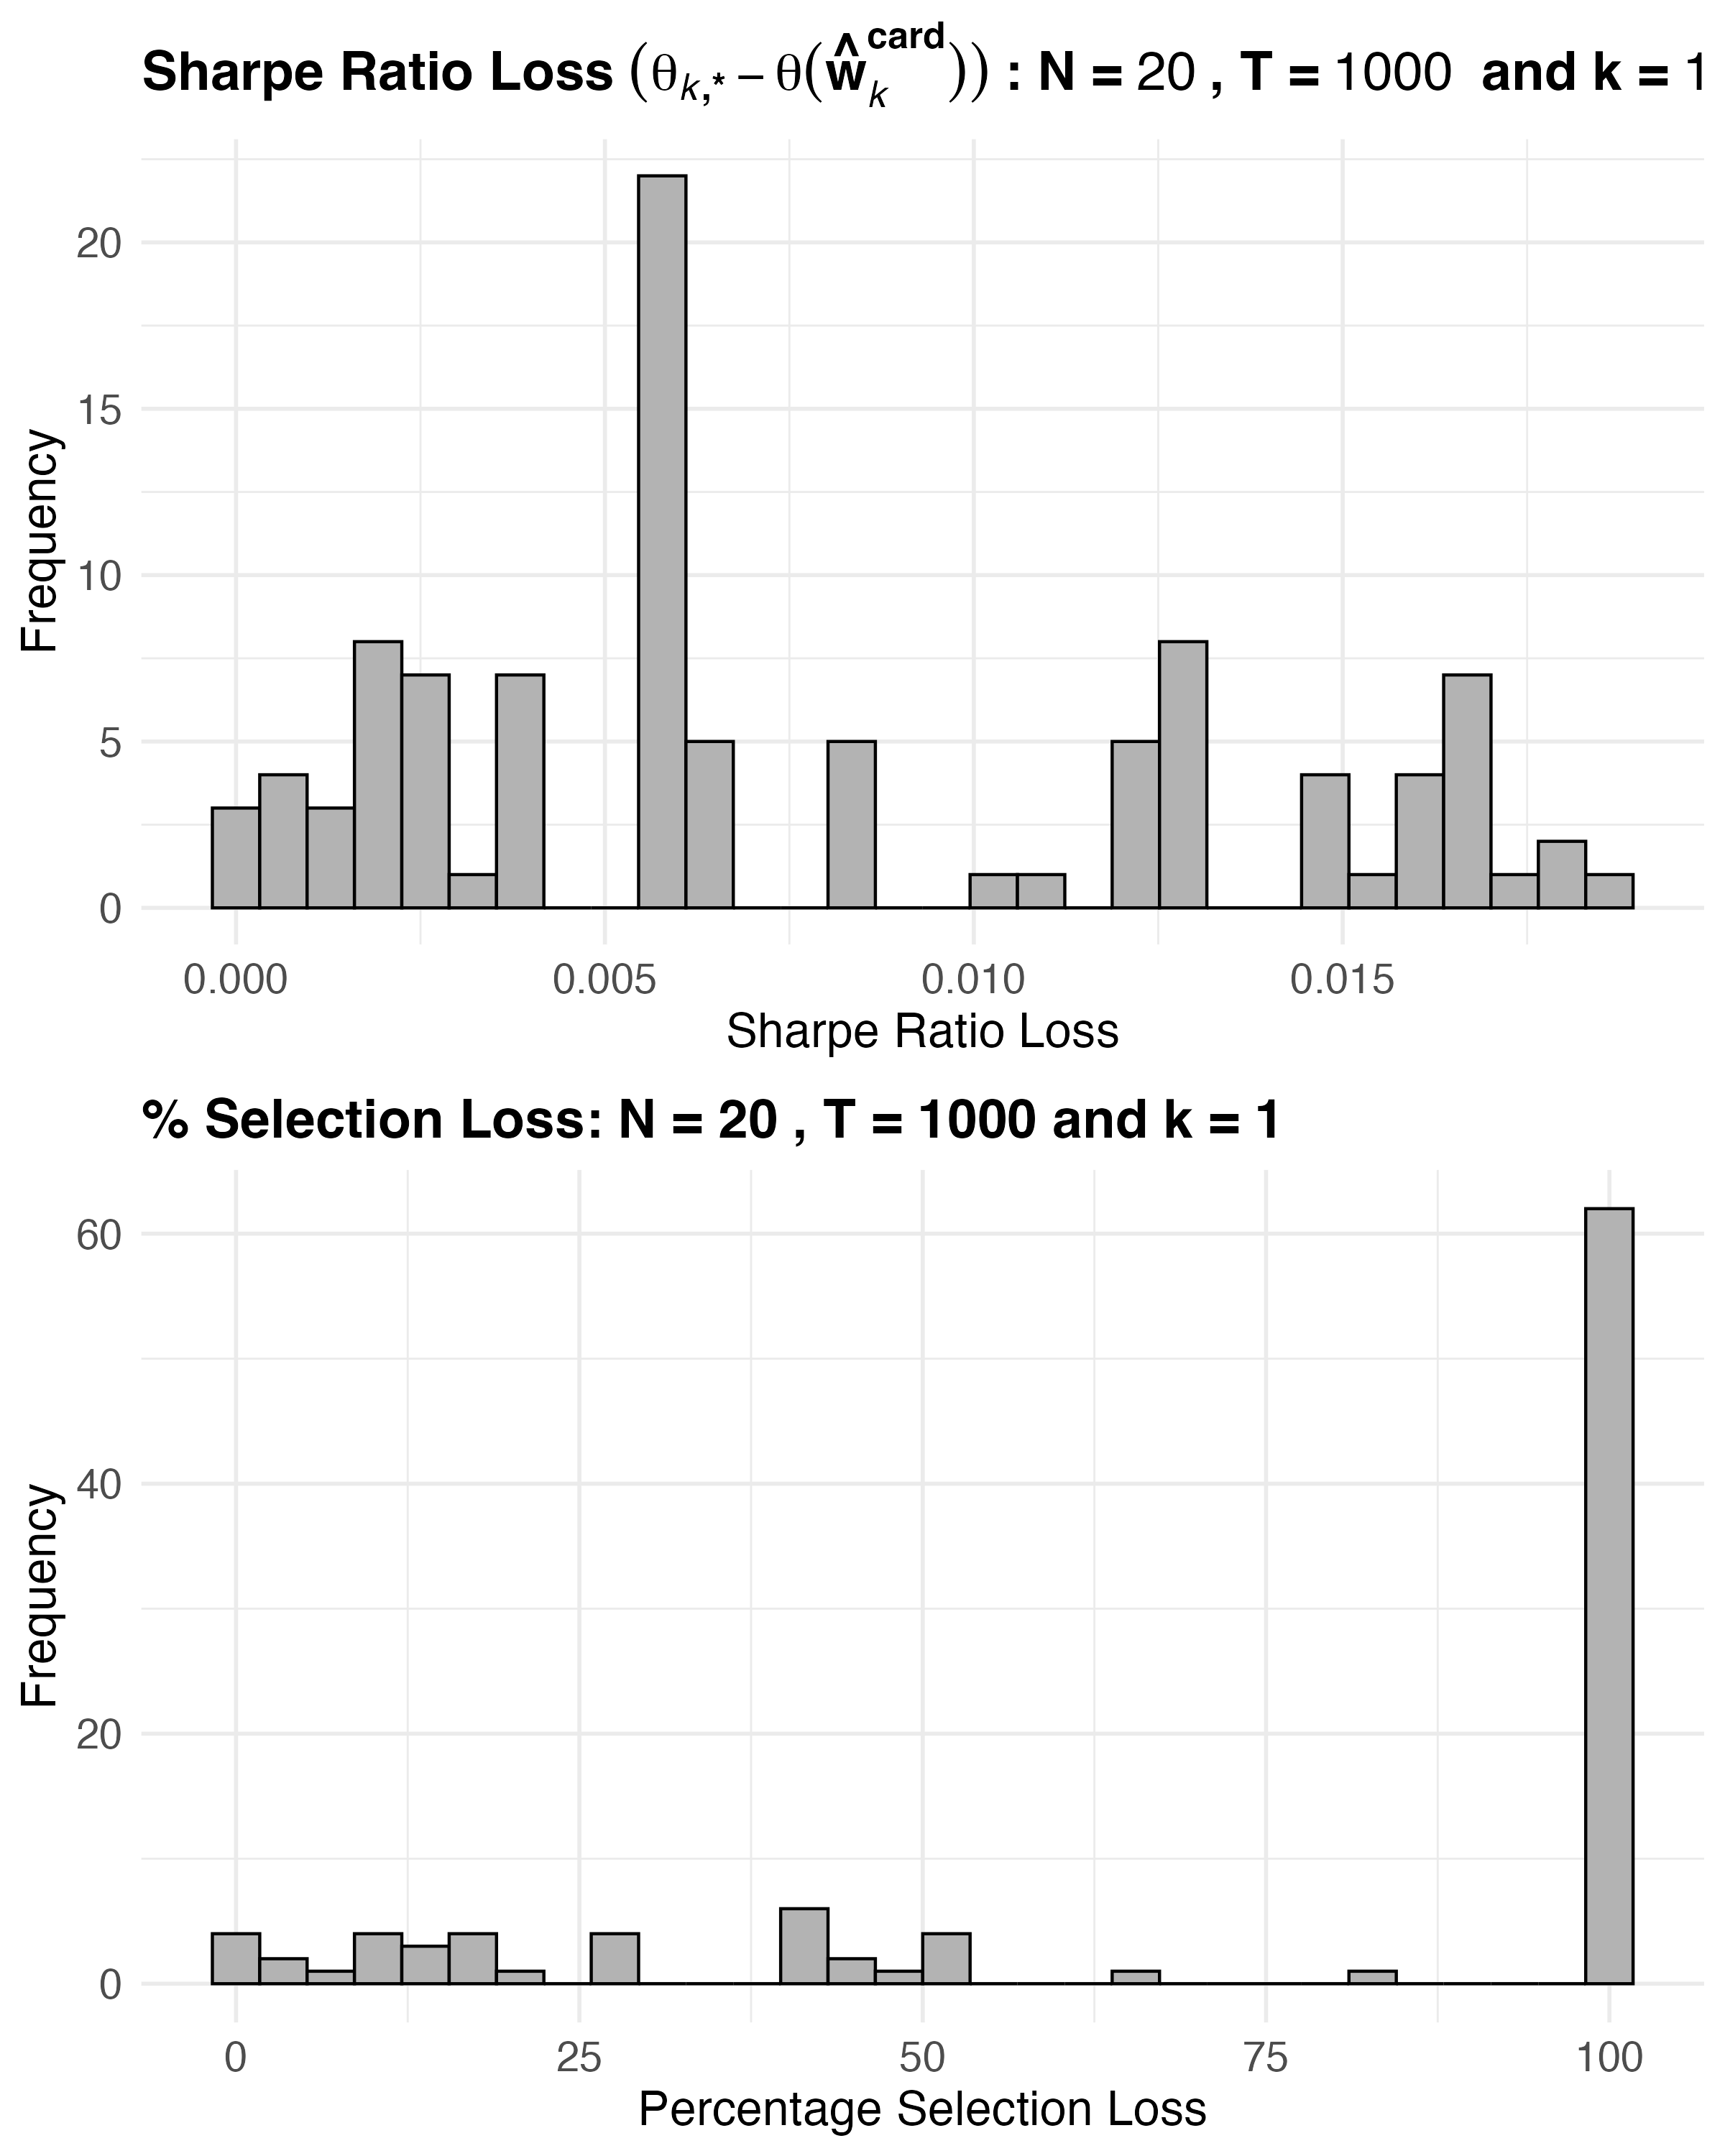 Sharpe Ratio Loss (θk,* − θ(ŵk^card)) : N = 20 , T = 1000 and k = 1
Frequency
20
15
10
5
0
0.000 0.005 0.010 0.015
Sharpe Ratio Loss
% Selection Loss: N = 20 , T = 1000 and k = 1
Frequency
60
40
20
0
0 25 50 75 100
Percentage Selection Loss